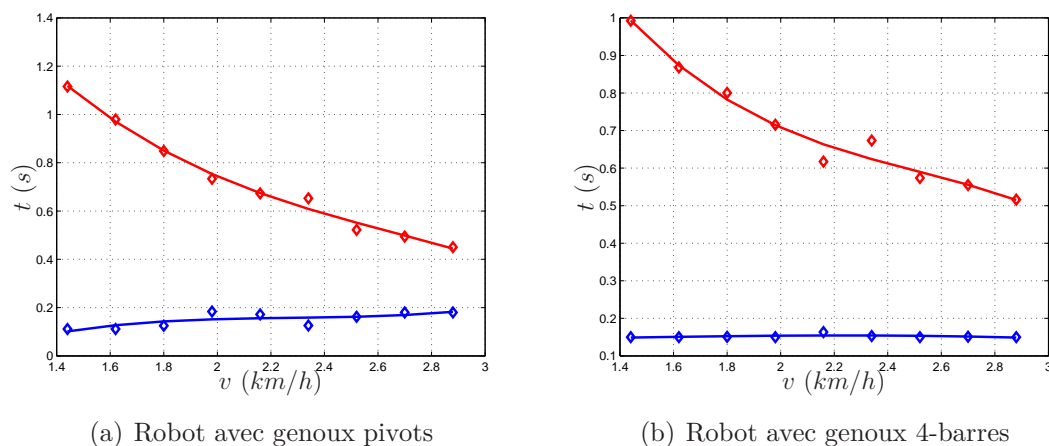 1.4
1.2
1
0.8
0.6
0.4
0.2
0
t (s)
1.4 1.6 1.8 2 2.2 2.4 2.6 2.8 3
v (km/h)
(a) Robot avec genoux pivots
1
0.9
0.8
0.7
0.6
0.5
0.4
0.3
0.2
0.1
t (s)
1.4 1.6 1.8 2 2.2 2.4 2.6 2.8 3
v (km/h)
(b) Robot avec genoux 4-barres